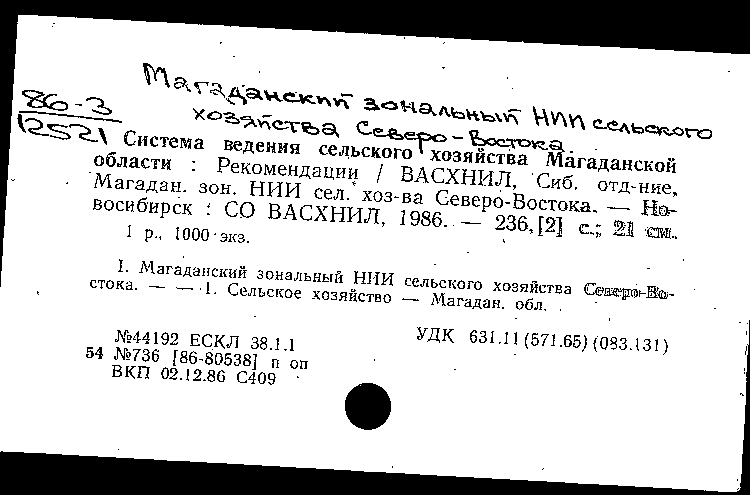 Магаданский зональный НИИ сельского
хозяйства Северо-Востока.
86-3
12521
Система ведения сельского хозяйства Магаданской
области : Рекомендации / ВАСХНИЛ, Сиб. отд-ние,
Магадан. зон. НИИ сел. хоз-ва Северо-Востока. — Но-
восибирск : СО ВАСХНИЛ, 1986. — 236,[2] с.; 21 см.
1 р., 1000 экз.
I. Магаданский зональный НИИ сельского хозяйства Северо-Во-
стока. — — 1. Сельское хозяйство — Магадан. обл.
№44192 ЕСКЛ 38.1.1
УДК 631.11(571.65)(083.131)
54 №736 [86-80538] п оп
ВКП 02.12.86 С409